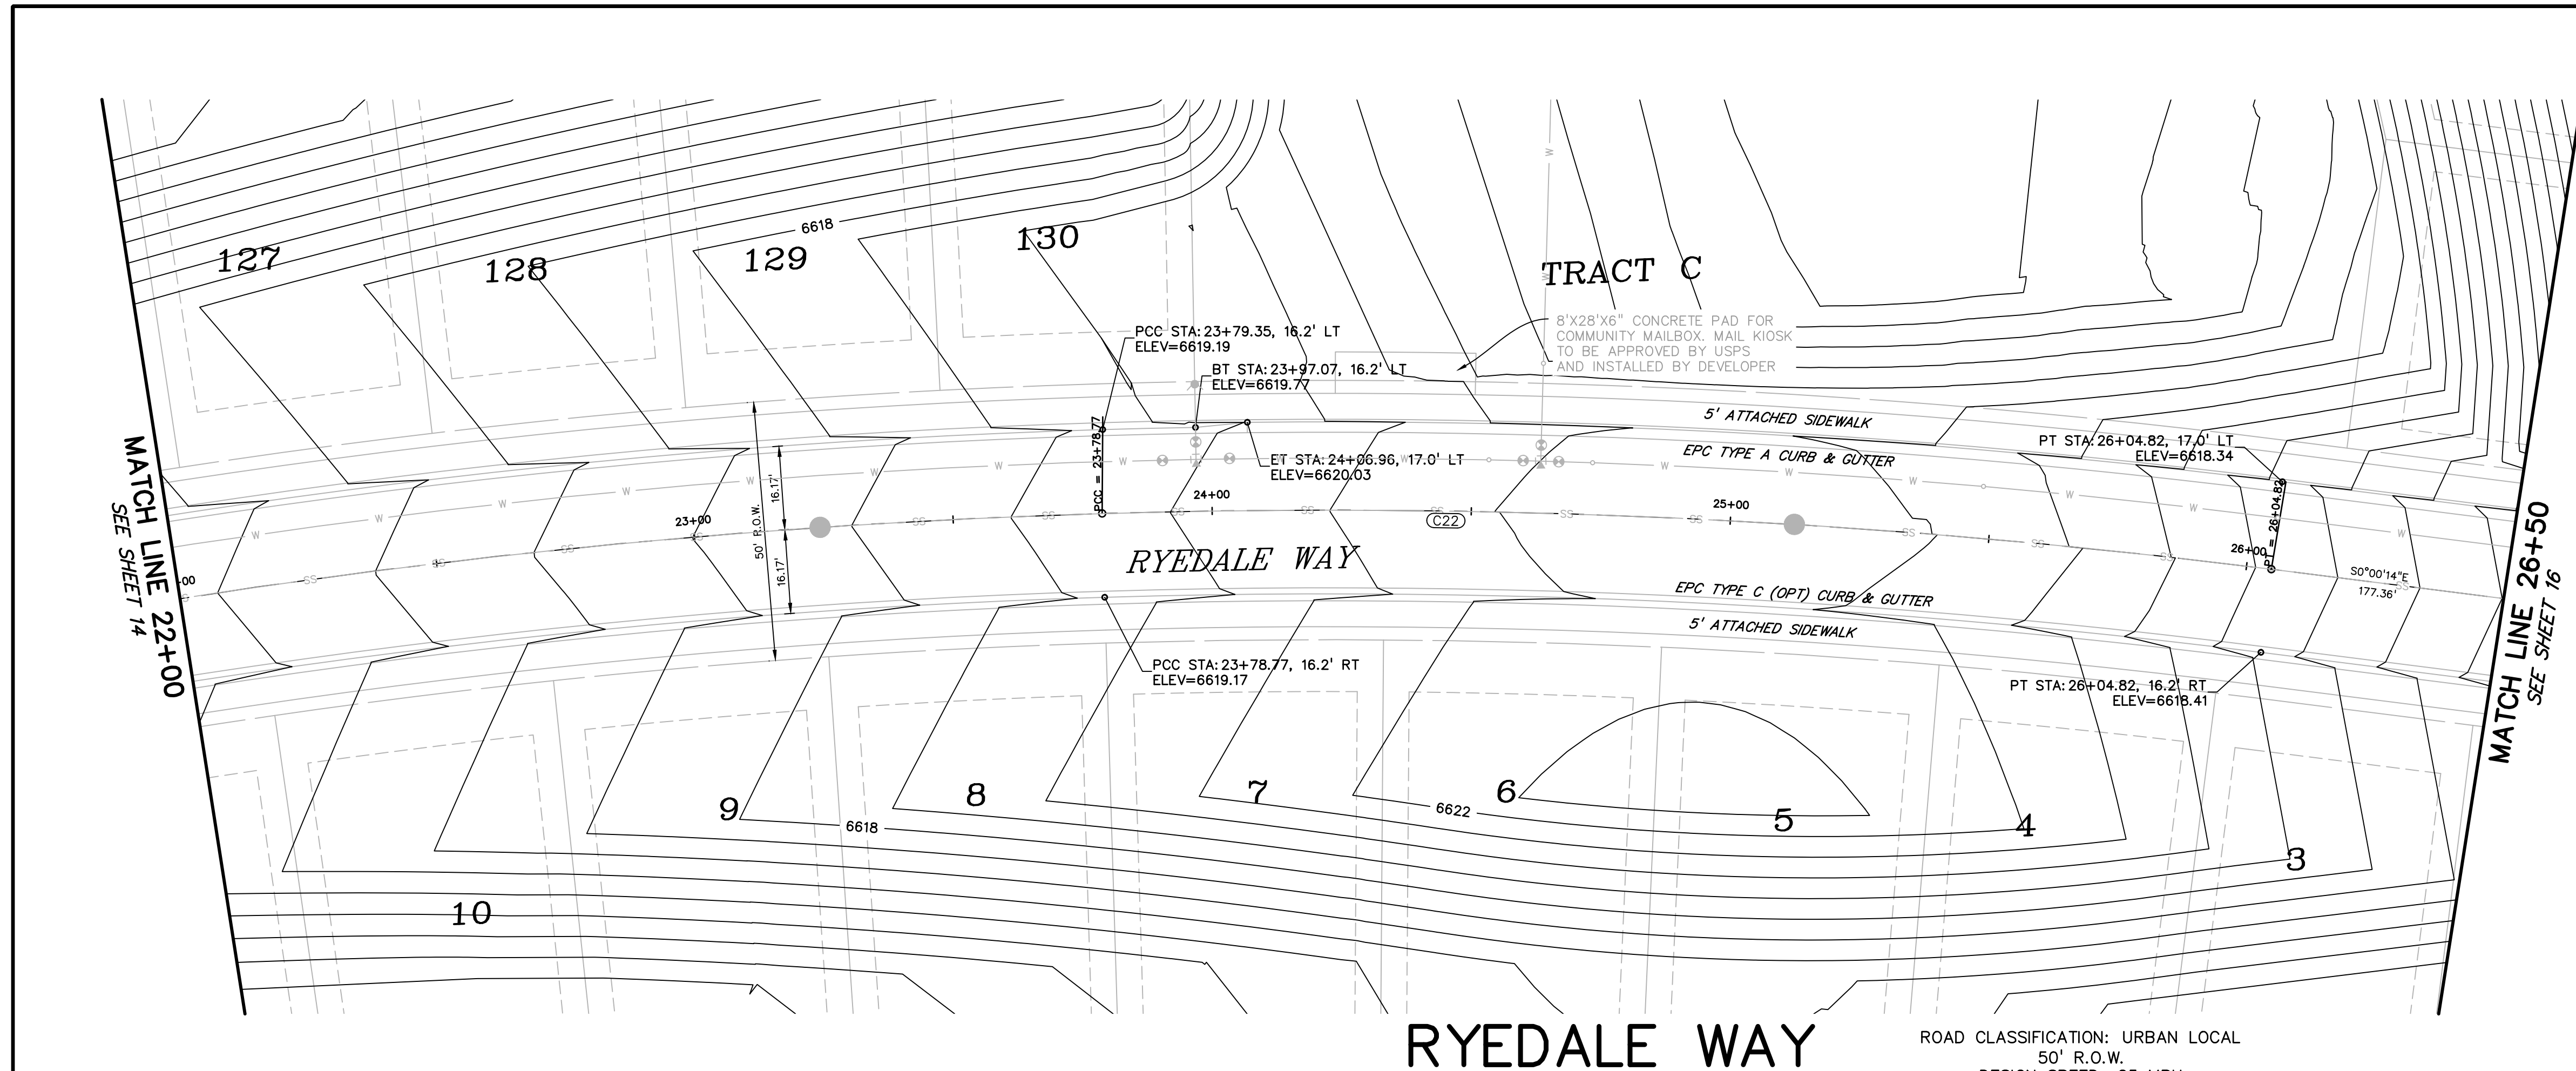 6618
127
128
129
130
TRACT C
8'X28'X6" CONCRETE PAD FOR
COMMUNITY MAILBOX. MAIL KIOSK
TO BE APPROVED BY USPS
AND INSTALLED BY DEVELOPER
PCC STA: 23+79.35, 16.2' LT
ELEV=6619.19
BT STA: 23+97.07, 16.2' LT
ELEV=6619.77
ET STA: 24+06.96, 17.0' LT
ELEV=6620.03
PCC = 23+78.77
5' ATTACHED SIDEWALK
EPC TYPE A CURB & GUTTER
PT STA: 26+04.82, 17.0' LT
ELEV=6618.34
PT = 26+04.82
MATCH LINE 22+00
SEE SHEET 14
23+00
24+00
25+00
26+00
C22
16.17'
50' R.O.W.
16.17'
RYEDALE WAY
S0°00'14"E
177.36'
MATCH LINE 26+50
SEE SHEET 16
EPC TYPE C (OPT) CURB & GUTTER
5' ATTACHED SIDEWALK
PCC STA: 23+78.77, 16.2' RT
ELEV=6619.17
PT STA: 26+04.82, 16.2' RT
ELEV=6618.41
10
9
8
7
6
5
4
3
6618
6622
RYEDALE WAY
ROAD CLASSIFICATION: URBAN LOCAL
50' R.O.W.